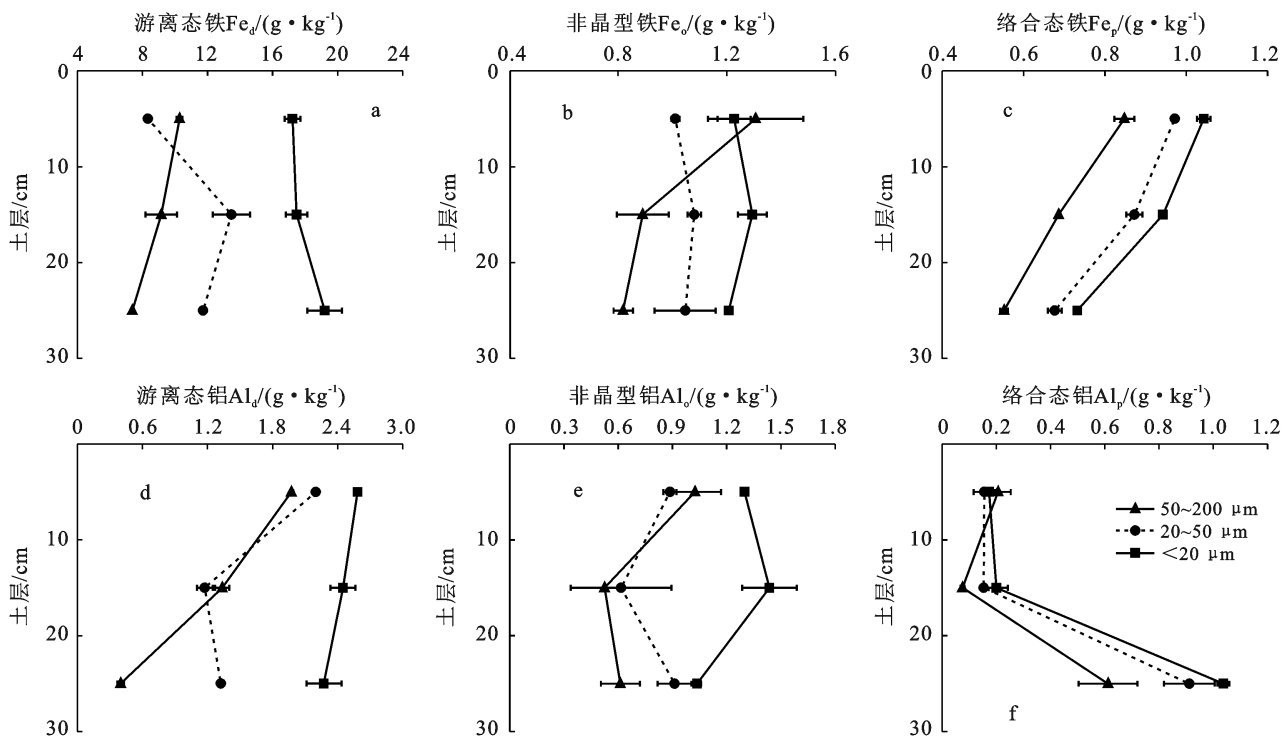 游离态铁Fed/(g·kg-1)
4 8 12 16 20 24
0
10
20
30
土层/cm
a
非晶型铁Feo/(g·kg-1)
0.4 0.8 1.2 1.6
0
10
20
30
土层/cm
b
络合态铁Fep/(g·kg-1)
0.4 0.6 0.8 1.0 1.2
0
10
20
30
土层/cm
c
游离态铝Ald/(g·kg-1)
0 0.6 1.2 1.8 2.4 3.0
10
20
30
土层/cm
d
非晶型铝Alo/(g·kg-1)
0 0.3 0.6 0.9 1.2 1.5 1.8
10
20
30
土层/cm
e
络合态铝Alp/(g·kg-1)
0 0.2 0.4 0.6 0.8 1.0 1.2
10
20
30
土层/cm
50~200 μm
20~50 μm
<20 μm
f